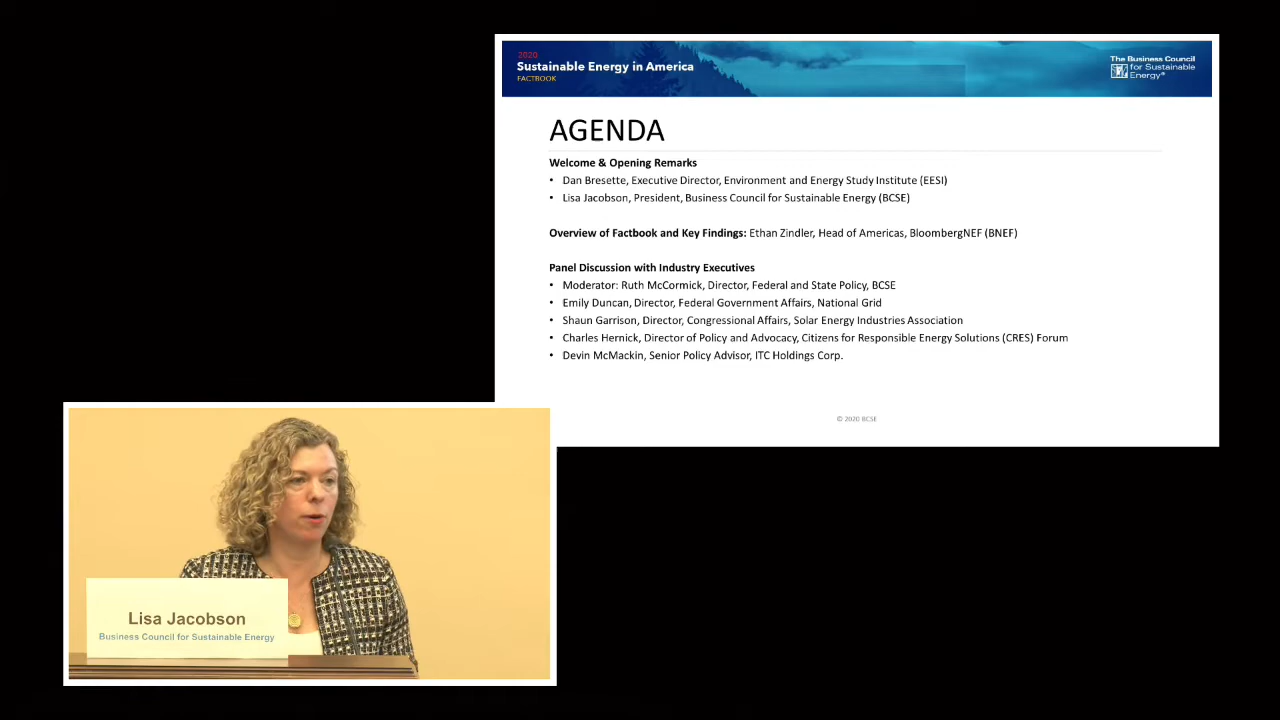 2020
Sustainable Energy in America
FACTBOOK
The Business Council
for Sustainable
Energy®
AGENDA
Welcome & Opening Remarks
• Dan Bresette, Executive Director, Environment and Energy Study Institute (EESI)
• Lisa Jacobson, President, Business Council for Sustainable Energy (BCSE)
Overview of Factbook and Key Findings: Ethan Zindler, Head of Americas, BloombergNEF (BNEF)
Panel Discussion with Industry Executives
• Moderator: Ruth McCormick, Director, Federal and State Policy, BCSE
• Emily Duncan, Director, Federal Government Affairs, National Grid
• Shaun Garrison, Director, Congressional Affairs, Solar Energy Industries Association
• Charles Hernick, Director of Policy and Advocacy, Citizens for Responsible Energy Solutions (CRES) Forum
• Devin McMackin, Senior Policy Advisor, ITC Holdings Corp.
© 2020 BCSE
Lisa Jacobson
Business Council for Sustainable Energy